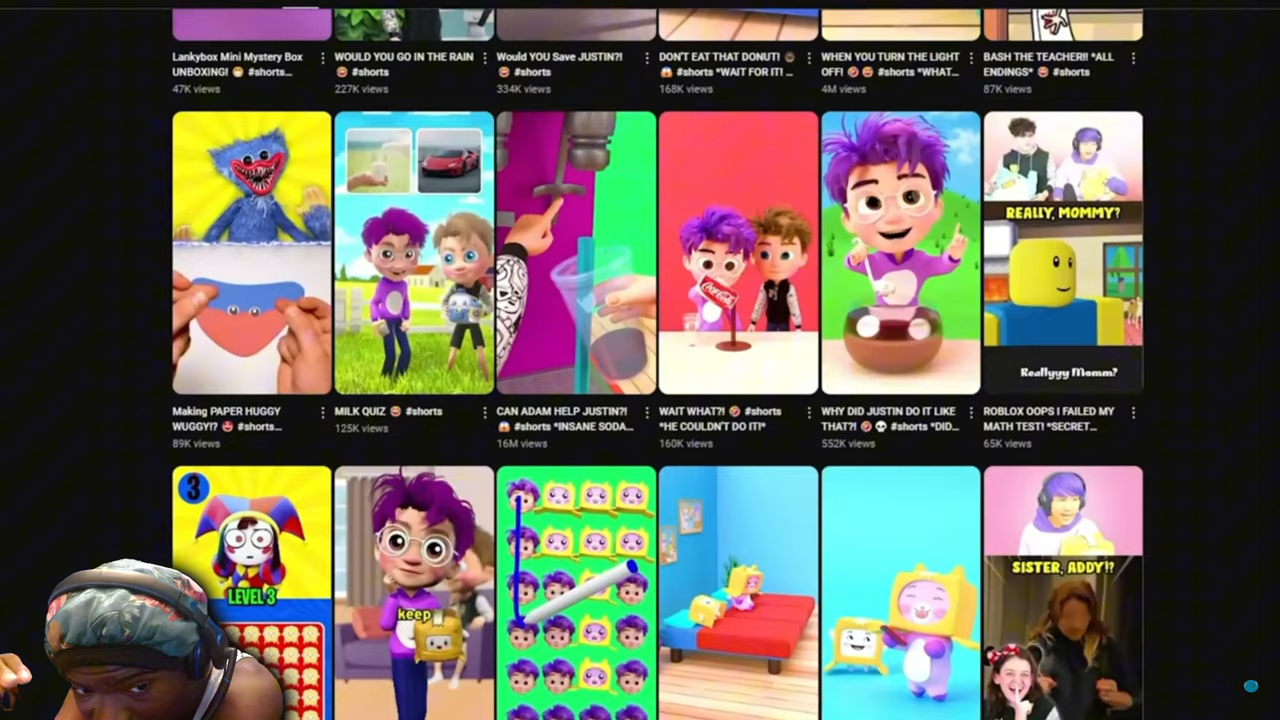 Lankybox Mini Mystery Box
UNBOXING! 😁 #shorts...
47K views
WOULD YOU GO IN THE RAIN
😆 #shorts
227K views
Would YOU Save JUSTIN?!
😆 #shorts
334K views
DON'T EAT THAT DONUT! 🍩
😱 #shorts *WAIT FOR IT! ...
168K views
WHEN YOU TURN THE LIGHT
OFF! 🤣 😆 #shorts *WHAT...
4M views
BASH THE TEACHER!! *ALL
ENDINGS* 😆 #shorts
87K views
Coca-Cola
REALLY, MOMMY?
Reallyyy Momm?
Making PAPER HUGGY
WUGGY!? 🤩 #shorts...
89K views
MILK QUIZ 😆 #shorts
125K views
CAN ADAM HELP JUSTIN?!
😱 #shorts *INSANE SODA...
16M views
WAIT WHAT?! 🤣 #shorts
*HE COULDN'T DO IT!*
160K views
WHY DID JUSTIN DO IT LIKE
THAT?! 🤣 💀 #shorts *DID...
552K views
ROBLOX OOPS I FAILED MY
MATH TEST! *SECRET...
65K views
3
LEVEL 3
keep
SISTER, ADDY!?